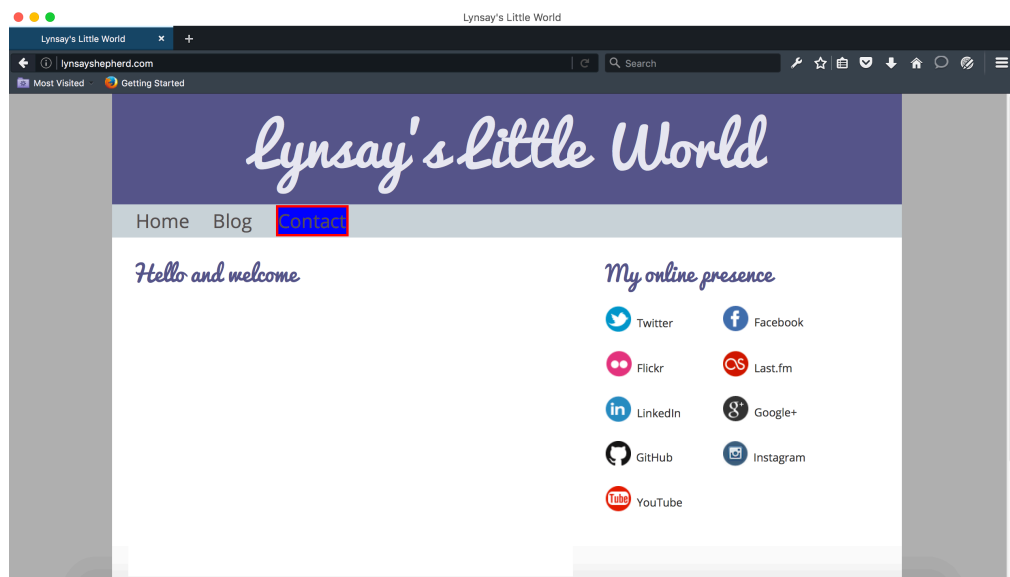 Lynsay's Little World
Lynsay's Little World
lynsayshepherd.com
Search
Most Visited
Getting Started
Lynsay's Little World
Home Blog Contact
Hello and welcome
My online presence
Twitter Facebook
Flickr Last.fm
LinkedIn Google+
GitHub Instagram
Tube YouTube